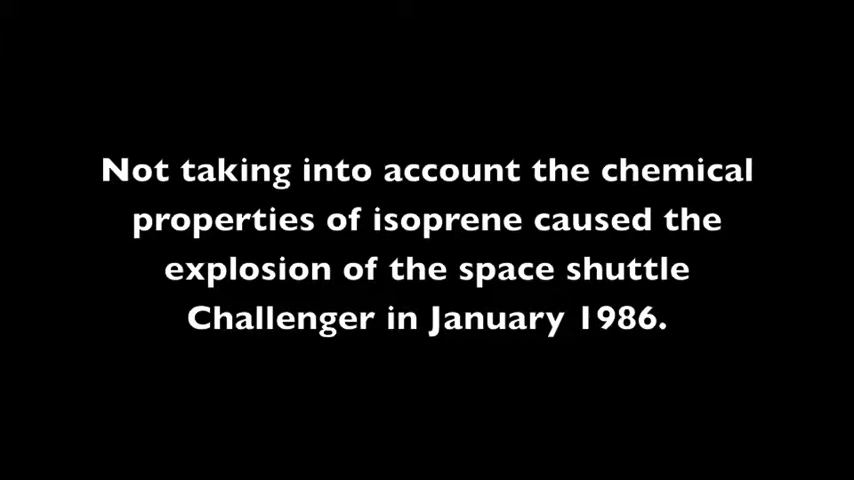 Not taking into account the chemical
properties of isoprene caused the
explosion of the space shuttle
Challenger in January 1986.